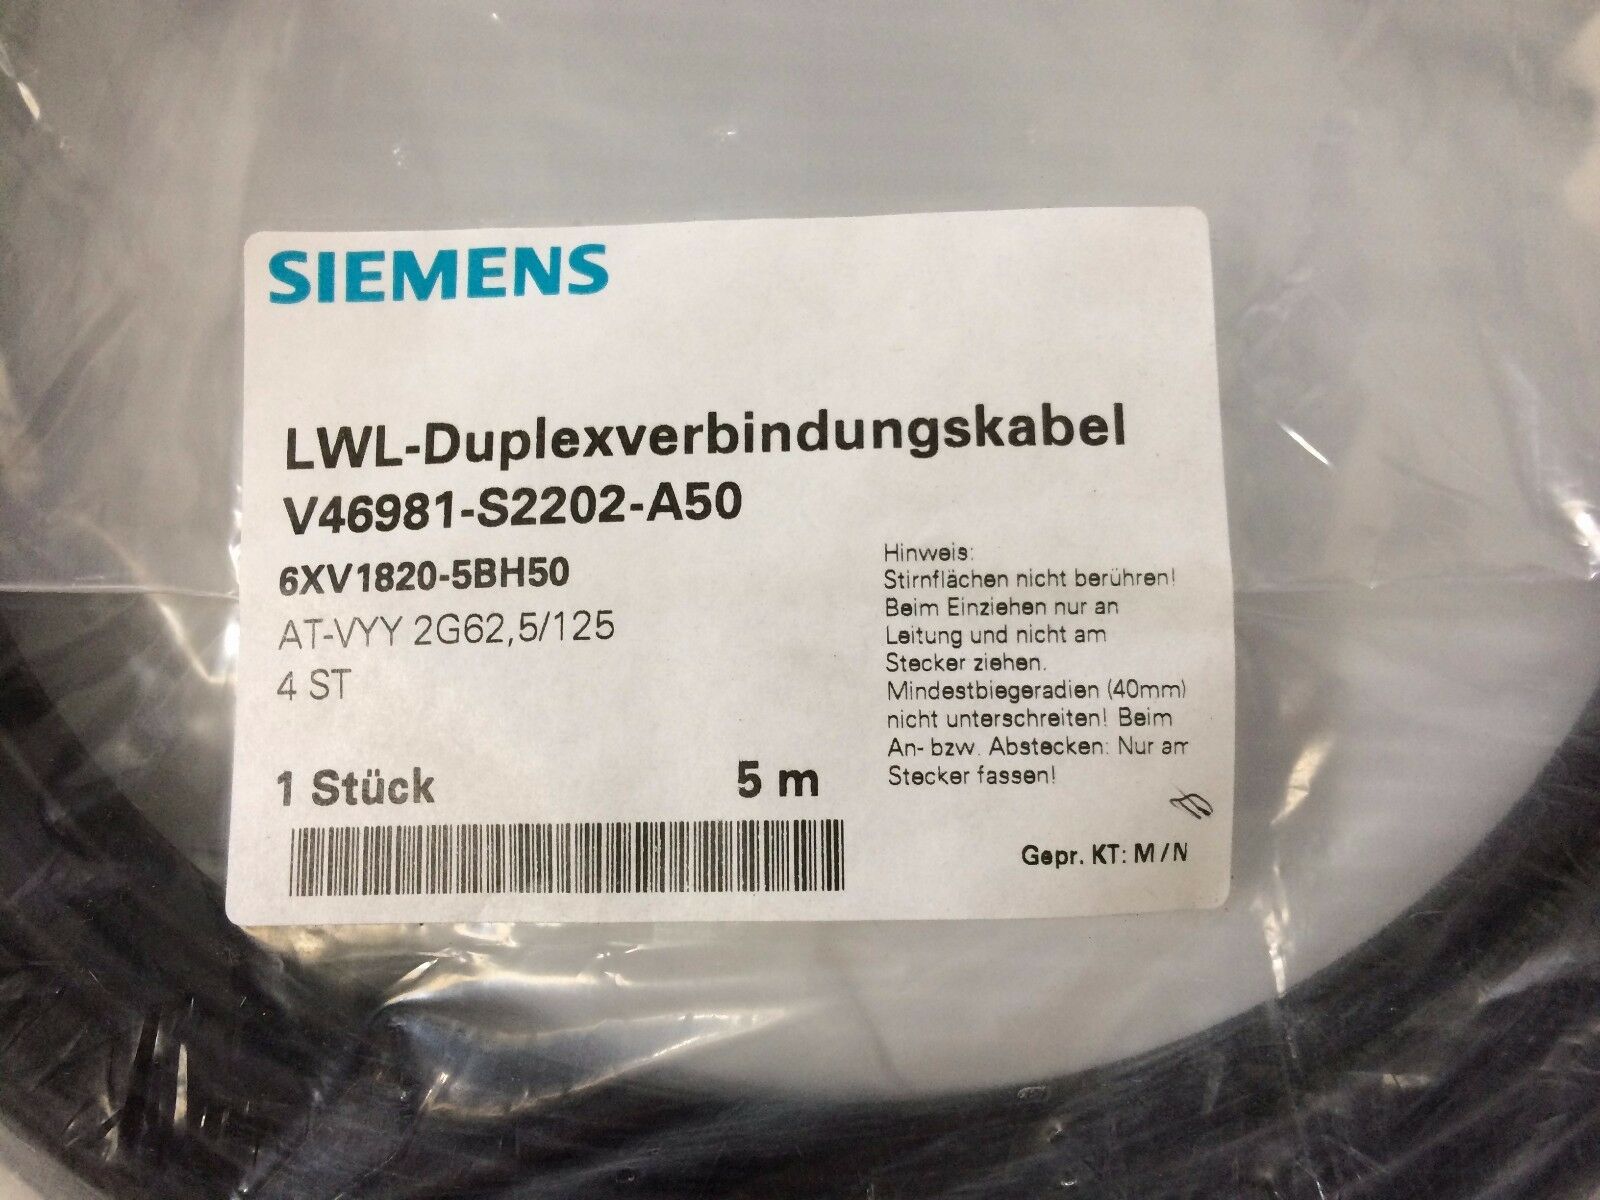 SIEMENS
LWL-Duplexverbindungskabel
V46981-S2202-A50
6XV1820-5BH50
AT-VYY 2G62,5/125
4 ST
1 Stück
5 m
Hinweis:
Stirnflächen nicht berühren!
Beim Einziehen nur an
Leitung und nicht am
Stecker ziehen.
Mindestbiegeradien (40mm)
nicht unterschreiten! Beim
An- bzw. Abstecken: Nur am
Stecker fassen!
Gepr. KT: M / N